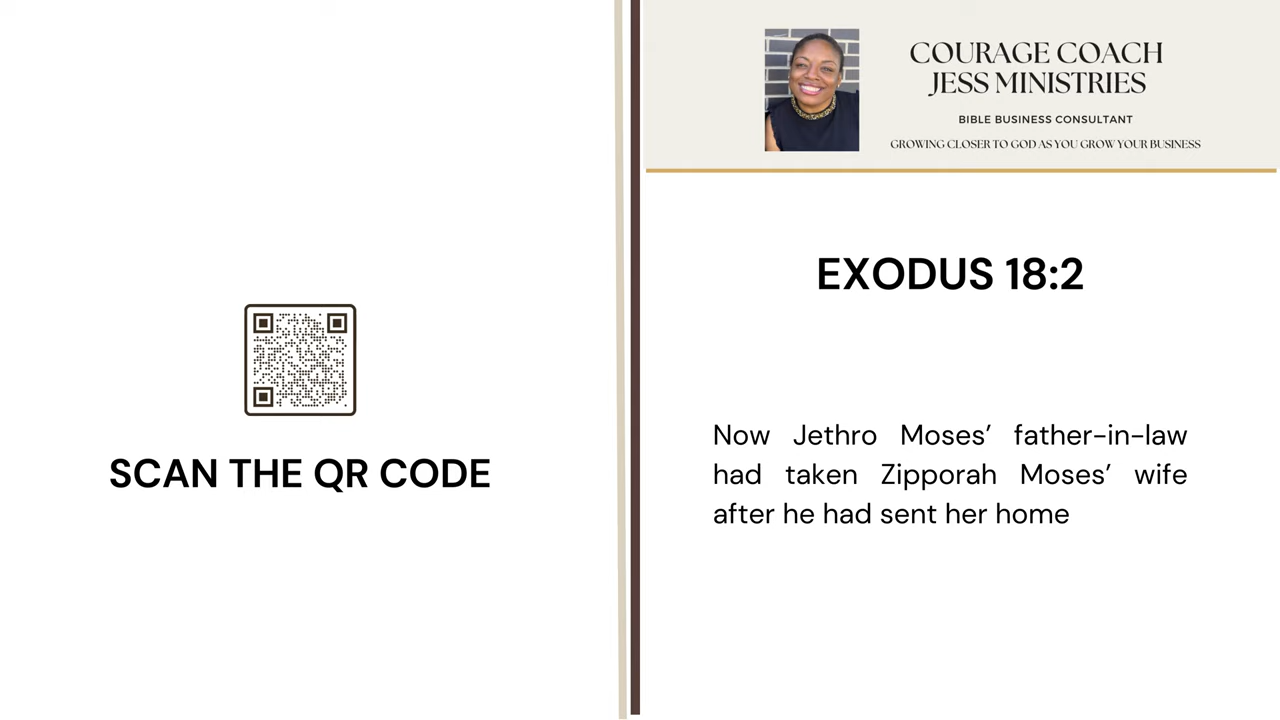 SCAN THE QR CODE
COURAGE COACH
JESS MINISTRIES
BIBLE BUSINESS CONSULTANT
GROWING CLOSER TO GOD AS YOU GROW YOUR BUSINESS
EXODUS 18:2
Now Jethro Moses’ father-in-law
had taken Zipporah Moses’ wife
after he had sent her home